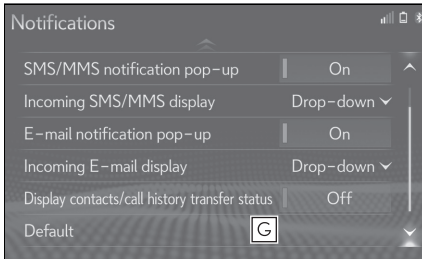 Notifications
SMS/MMS notification pop-up On
Incoming SMS/MMS display Drop-down
E-mail notification pop-up On
Incoming E-mail display Drop-down
Display contacts/call history transfer status Off
Default G